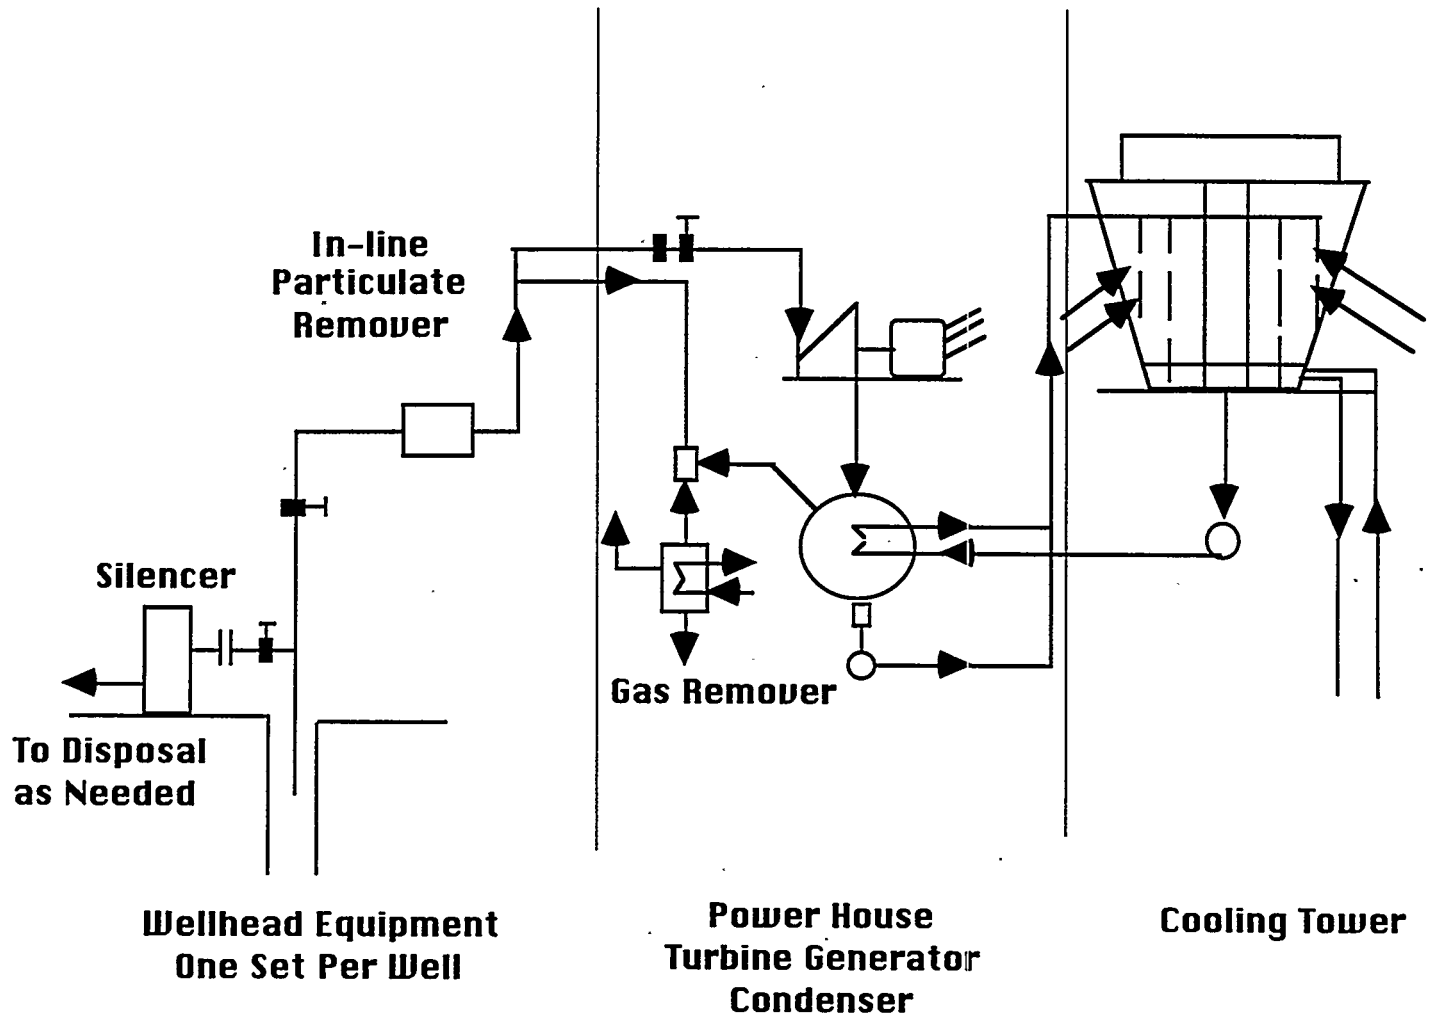 In-line
Particulate
Remover
Silencer
To Disposal
as Needed
Gas Remover
Wellhead Equipment
One Set Per Well
Power House
Turbine Generator
Condenser
Cooling Tower